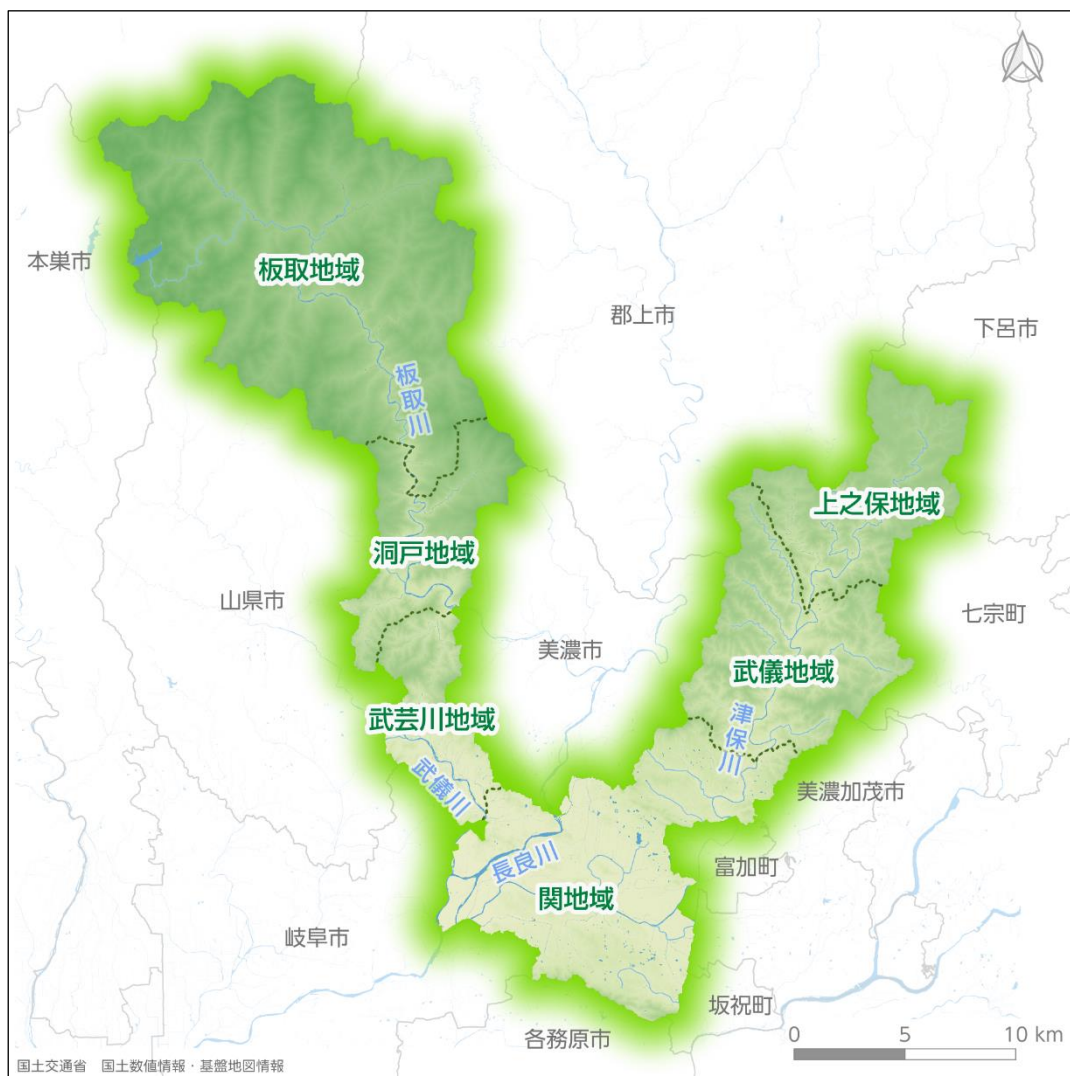 本巣市
板取地域
郡上市
下呂市
板取川
上之保地域
洞戸地域
山県市
七宗町
美濃市
武儀地域
武芸川地域
津保川
武儀川
美濃加茂市
長良川
富加町
関地域
岐阜市
坂祝町
各務原市
0 5 10 km
国土交通省 国土数値情報・基盤地図情報